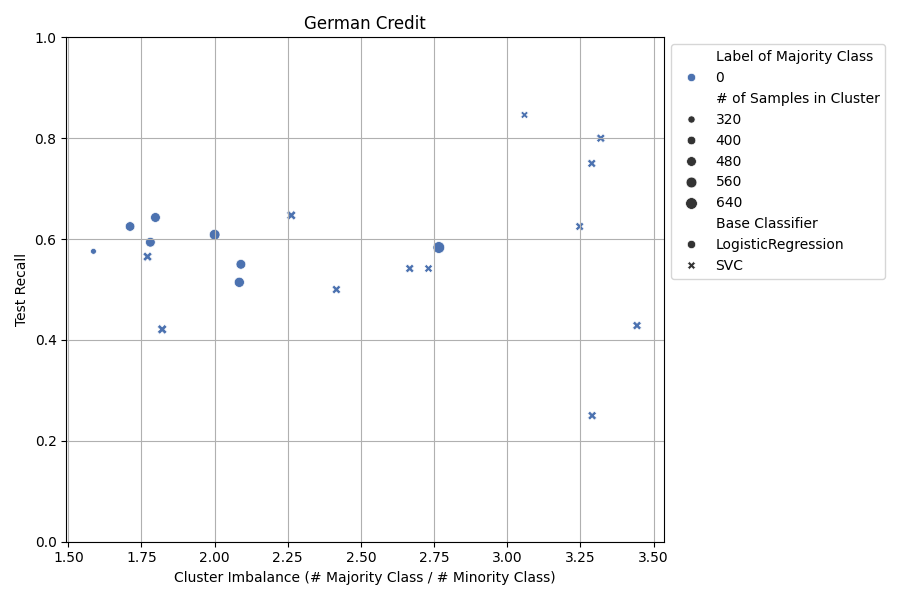 German Credit
Test Recall
1.0
0.8
0.6
0.4
0.2
0.0
1.50 1.75 2.00 2.25 2.50 2.75 3.00 3.25 3.50
Cluster Imbalance (# Majority Class / # Minority Class)
Label of Majority Class
0
# of Samples in Cluster
320
400
480
560
640
Base Classifier
LogisticRegression
SVC